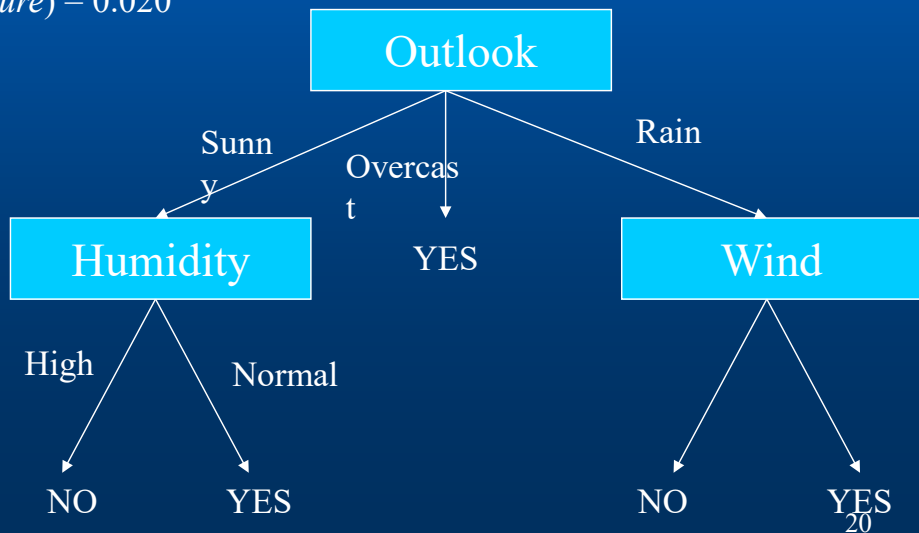 ure) – 0.020
Outlook
Sunn
y
Overcas
t
Rain
Humidity
YES
Wind
High
Normal
NO
YES
NO
YES
20